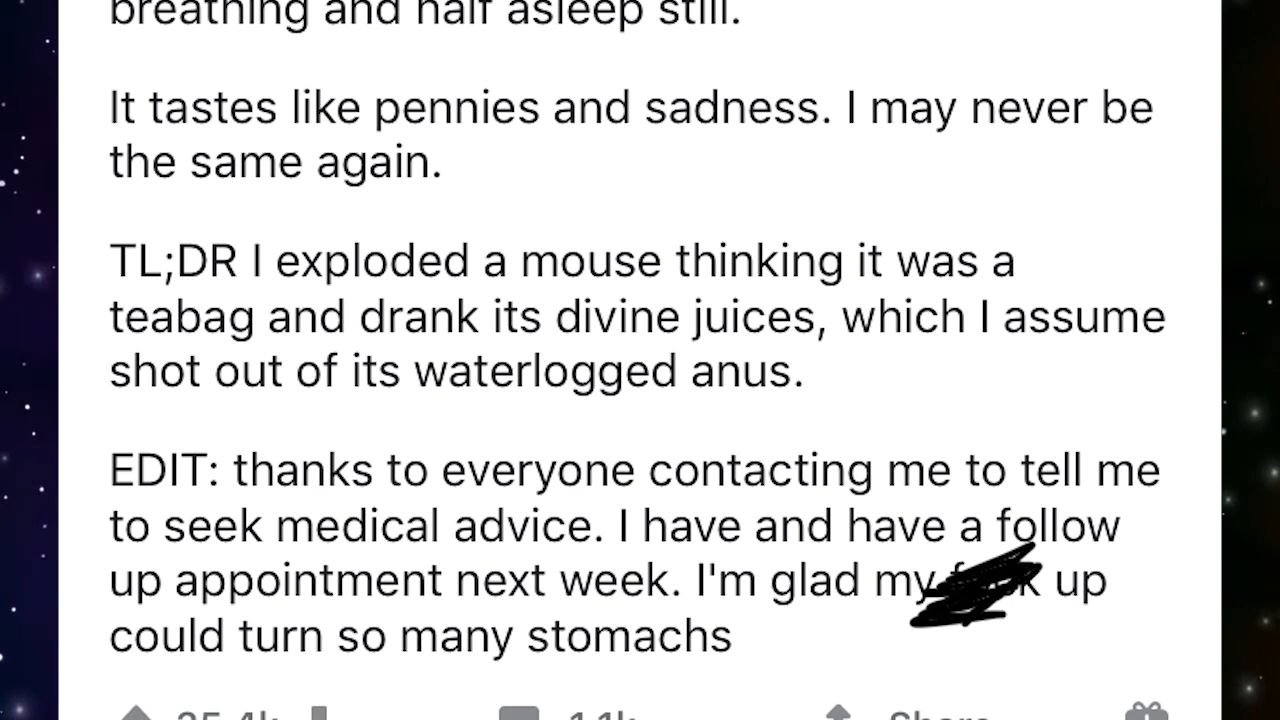 breathing and half asleep still.
It tastes like pennies and sadness. I may never be
the same again.
TL;DR I exploded a mouse thinking it was a
teabag and drank its divine juices, which I assume
shot out of its waterlogged anus.
EDIT: thanks to everyone contacting me to tell me
to seek medical advice. I have and have a follow
up appointment next week. I'm glad my up
could turn so many stomachs
Share